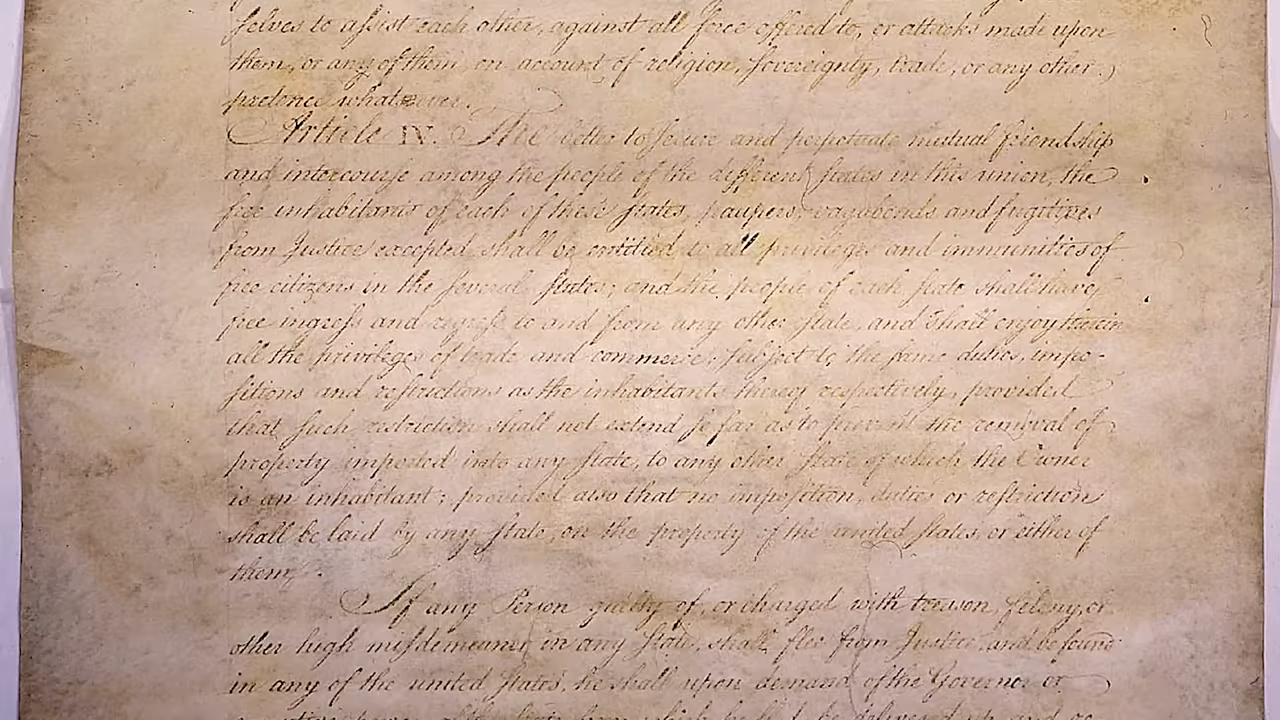 selves to assist each other, against all force offered to, or attacks made upon
them, or any of them, on account of religion, sovereignty, trade, or any other
pretence whatsoever.
Article IV. The better to secure and perpetuate mutual friendship
and intercourse among the people of the different states in this union, the
free inhabitants of each of these states, paupers, vagabonds and fugitives
from Justice excepted, shall be entitled to all privileges and immunities of
free citizens in the several states; and the people of each state shall have
free ingress and regress to and from any other state, and shall enjoy therein
all the privileges of trade and commerce, subject to the same duties, impo-
sitions and restrictions as the inhabitants thereof respectively, provided
that such restriction shall not extend so far as to prevent the removal of
property imported into any state, to any other state of which the Owner
is an inhabitant; provided also that no imposition, duties or restriction
shall be laid by any state, on the property of the united states, or either of
them.
If any Person guilty of, or charged with treason, felony, or
other high misdemeanor in any state, shall flee from Justice, and be found
in any of the united states, he shall upon demand of the Governor or